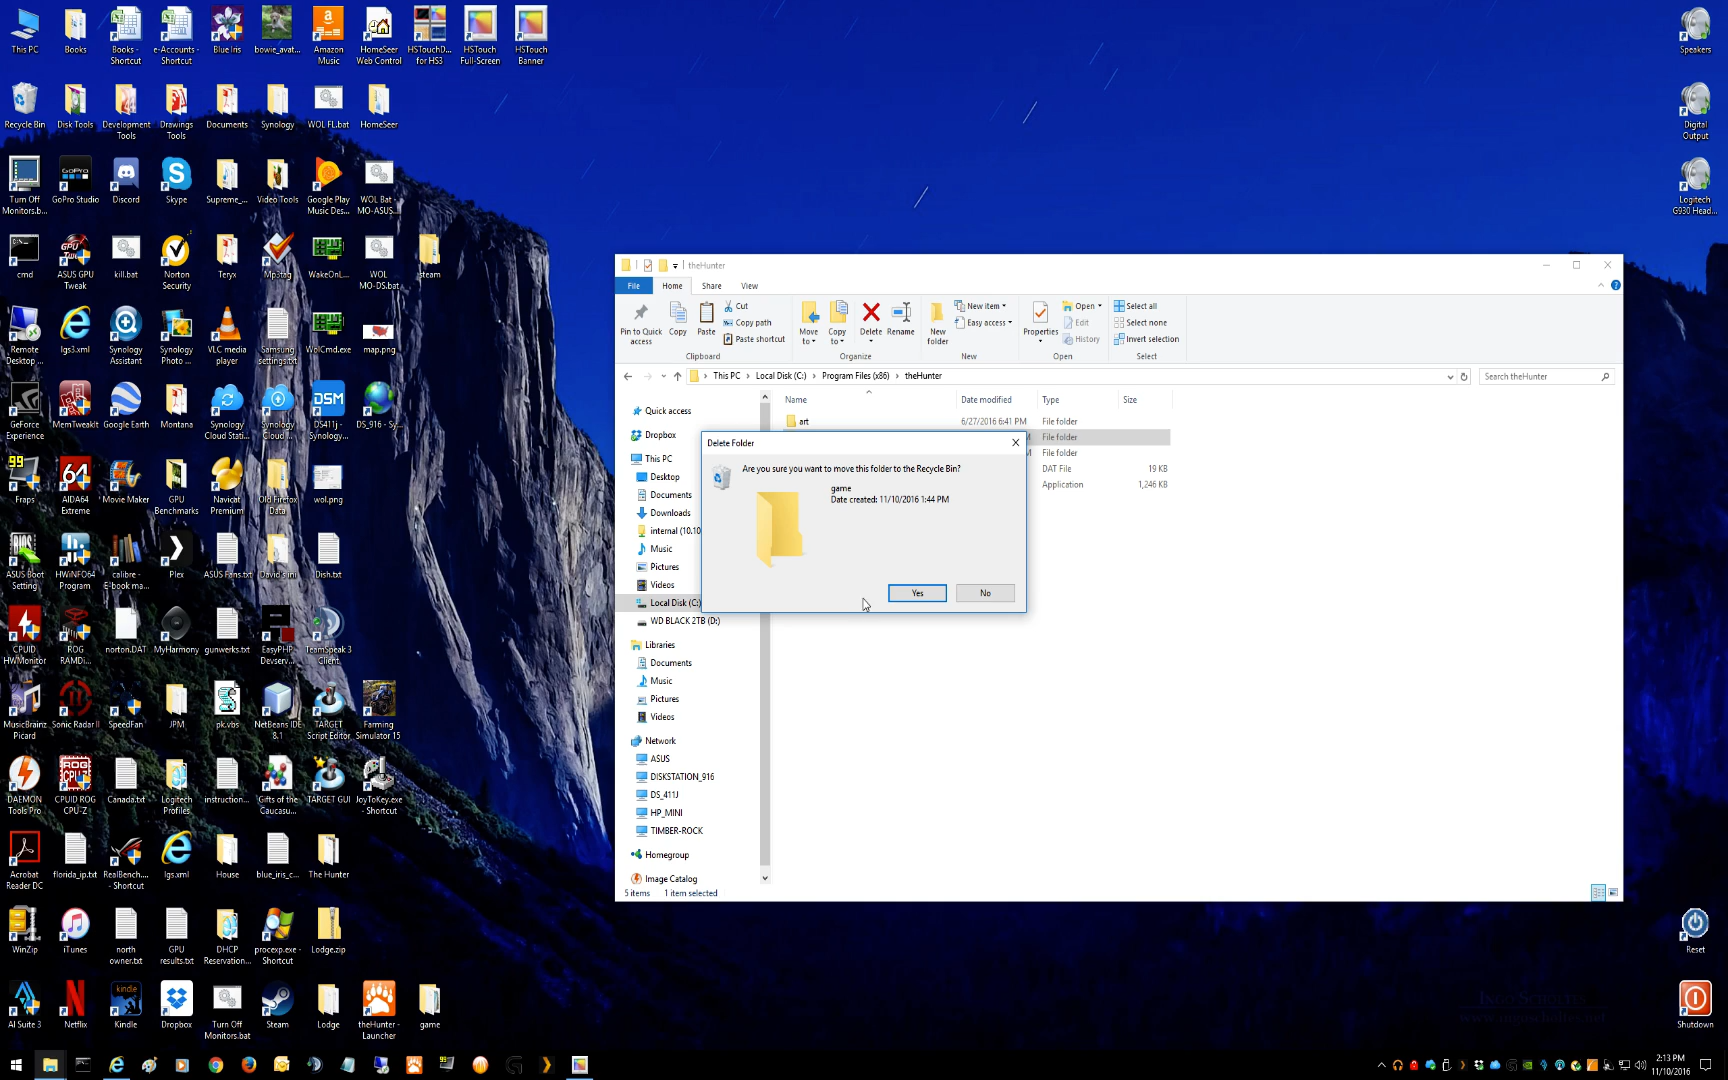 This PC
Books
Books - Shortcut
e-Accounts - Shortcut
Blue Iris
bowie_avat...
Amazon Music
HomeSeer Web Control
HSTouchD... for HS3
HSTouch Full-Screen
HSTouch Banner
Speakers
Recycle Bin
Disk Tools
Development Tools
Drawings Tools
Documents
Synology
WOL FL.bat
HomeSeer
Digital Output
Turn Off Monitors.b...
GoPro Studio
Discord
Skype
Supreme_...
Video Tools
Google Play Music Des...
WOL Bat - MO-ASUS...
Logitech G930 Head...
cmd
ASUS GPU Tweak
kill.bat
Norton Security
Teryx
Mp3tag
WakeOnL...
WOL MO-DS.bat
steam
Remote Desktop ...
lgs3.xml
Synology Assistant
Synology Photo ...
VLC media player
Samsung settings.txt
WolCmd.exe
map.png
GeForce Experience
MemTweakIt
Google Earth
Montana
Synology Cloud Stati...
Synology Cloud ...
DS411j - Synology...
DS_916 - Sy...
Fraps
AIDA64 Extreme
Movie Maker
GPU Benchmarks
Navicat Premium
Old Firefox Data
wol.png
ASUS Boot Setting
HWiNFO64 Program
calibre - E-book ma...
Plex
ASUS Fans.txt
David's ini
Dish.txt
CPUID HWMonitor
ROG RAMDi...
norton.DAT
MyHarmony
gunwerks.txt
EasyPHP Devserv...
TeamSpeak 3 Client
MusicBrainz Picard
Sonic Radar II
SpeedFan
JPM
pk.vbs
NetBeans IDE 8.1
TARGET Script Editor
Farming Simulator 15
DAEMON Tools Pro
CPUID ROG CPU-Z
Canada.txt
Logitech Profiles
instruction...
Gifts of the Caucasu...
TARGET GUI
JoyToKey.exe - Shortcut
Acrobat Reader DC
florida_ip.txt
RealBench.... - Shortcut
lgs.xml
House
blue_iris_c...
The Hunter
WinZip
iTunes
north owner.txt
GPU results.txt
DHCP Reservation...
procexp.exe - Shortcut
Lodge.zip
Reset
AI Suite 3
Netflix
Kindle
Dropbox
Turn Off Monitors.bat
Steam
Lodge
theHunter - Launcher
game
Shutdown
theHunter
File Home Share View
Pin to Quick access
Copy
Paste
Cut
Copy path
Paste shortcut
Clipboard
Move to
Copy to
Delete
Rename
Organize
New folder
New item
Easy access
New
Properties
Open
Edit
History
Open
Select all
Select none
Invert selection
Select
This PC > Local Disk (C:) > Program Files (x86) > theHunter
Search theHunter
Name Date modified Type Size
art 6/27/2016 6:41 PM File folder
File folder
File folder
DAT File 19 KB
Application 1,246 KB
Quick access
Dropbox
This PC
Desktop
Documents
Downloads
internal (10.10
Music
Pictures
Videos
Local Disk (C:)
WD BLACK 2TB (D:)
Libraries
Documents
Music
Pictures
Videos
Network
ASUS
DISKSTATION_916
DS_411J
HP_MINI
TIMBER-ROCK
Homegroup
Image Catalog
5 items 1 item selected
Delete Folder
Are you sure you want to move this folder to the Recycle Bin?
game
Date created: 11/10/2016 1:44 PM
Yes No
2:13 PM
11/10/2016